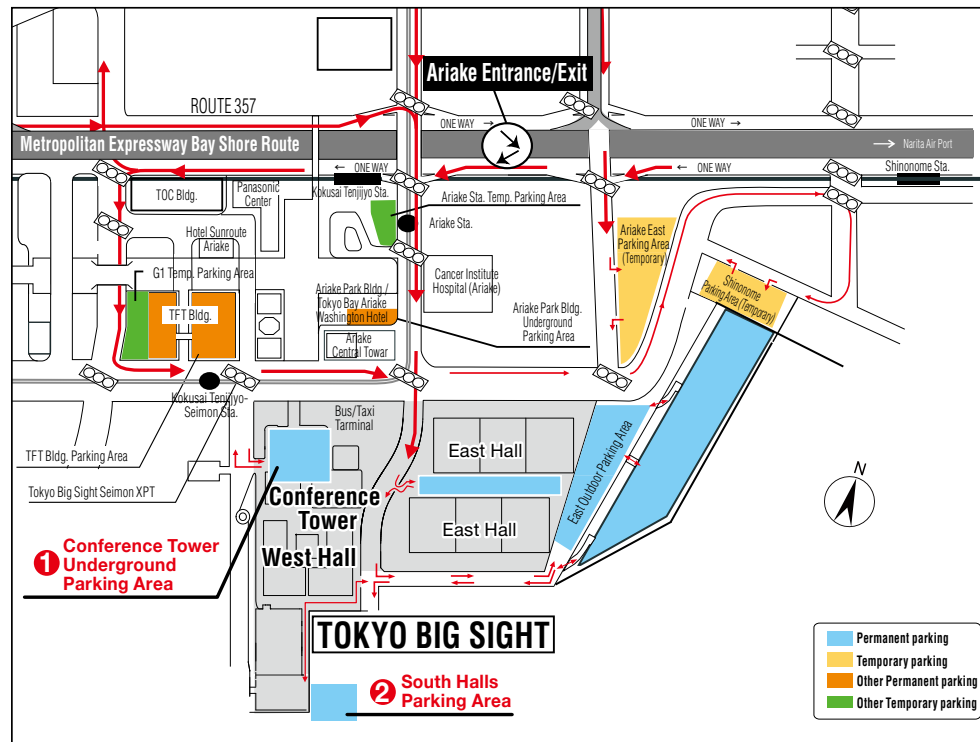 Ariake Entrance/Exit
ROUTE 357
ONE WAY →
ONE WAY →
Metropolitan Expressway Bay Shore Route
→ Narita Air Port
← ONE WAY
← ONE WAY
Shinonome Sta.
Kokusai Tenjijyo Sta.
TOC Bldg.
Panasonic
Center
Ariake Sta. Temp. Parking Area
Ariake Sta.
Hotel Sunroute
Ariake
Ariake East
Parking Area
(Temporary)
G1 Temp. Parking Area
Cancer Institute
Hospital (Ariake)
Shinonome
Parking Area (Temporary)
Ariake Park Bldg. /
Tokyo Bay Ariake
Washington Hotel
Ariake Park Bldg.
Underground
Parking Area
TFT Bldg.
Ariake
Central Towar
Kokusai Tenjijyo-
Seimon Sta.
Bus/Taxi
Tarminal
TFT Bldg. Parking Area
Tokyo Big Sight Seimon XPT
East Hall
East Outdoor Parking Area
Conference
Tower
East Hall
West Hall
N
1 Conference Tower
Underground
Parking Area
TOKYO BIG SIGHT
2 South Halls
Parking Area
Permanent parking
Temporary parking
Other Permanent parking
Other Temporary parking